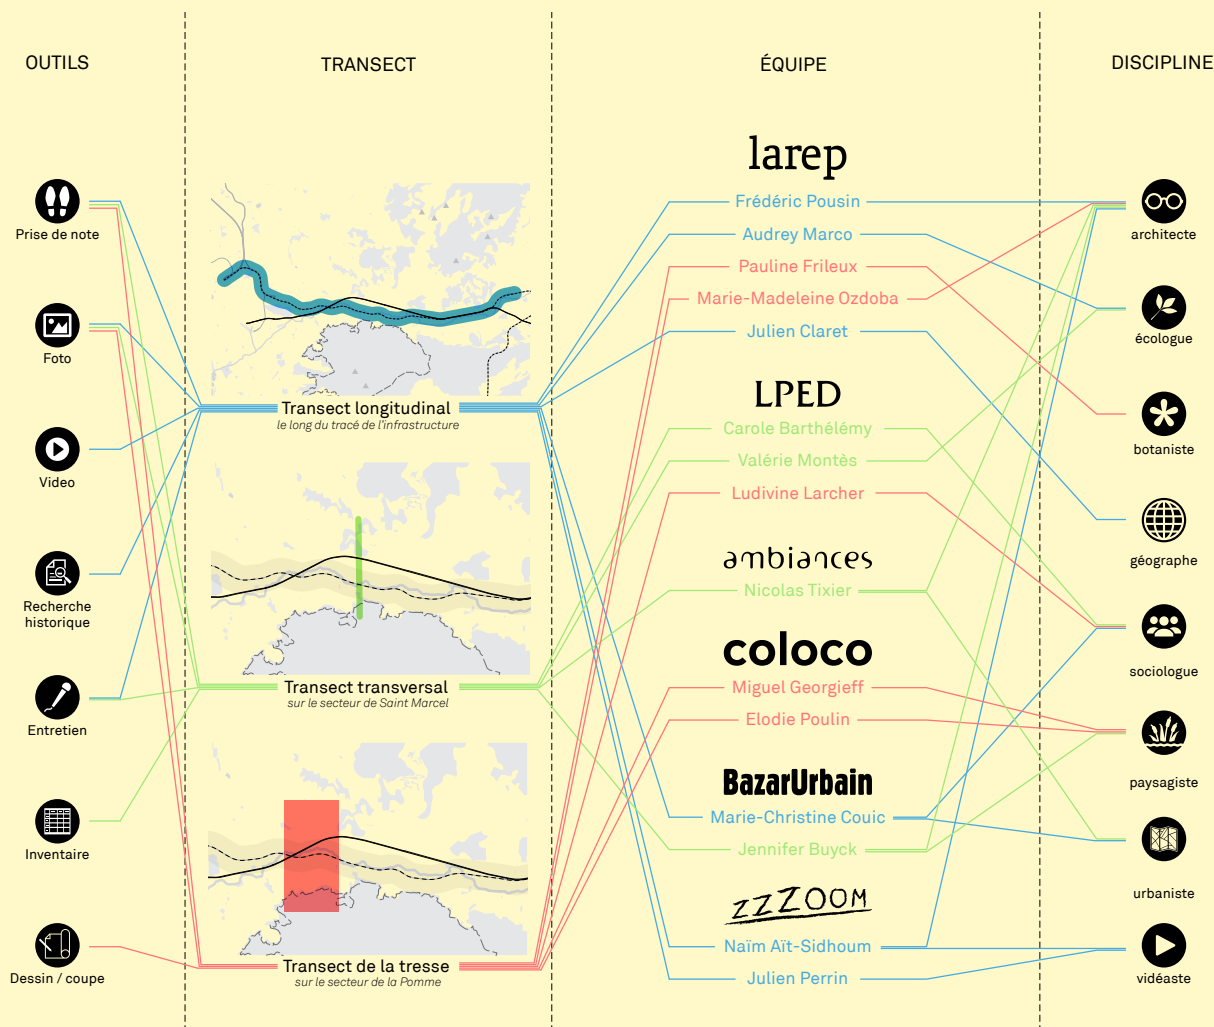 OUTILS
TRANSECT
ÉQUIPE
DISCIPLINE
Prise de note
Foto
Video
Recherche
historique
Entretien
Inventaire
Dessin / coupe
Transect longitudinal
le long du tracé de l'infrastructure
Transect transversal
sur le secteur de Saint Marcel
Transect de la tresse
sur le secteur de la Pomme
larep
Frédéric Pousin
Audrey Marco
Pauline Frileux
Marie-Madeleine Ozdoba
Julien Claret
LPED
Carole Barthélémy
Valérie Montès
Ludivine Larcher
ambiances
Nicolas Tixier
coloco
Miguel Georgieff
Elodie Poulin
BazarUrbain
Marie-Christine Couic
Jennifer Buyck
zzZOOM
Naïm Aït-Sidhoum
Julien Perrin
architecte
écologue
botaniste
géographe
sociologue
paysagiste
urbaniste
vidéaste